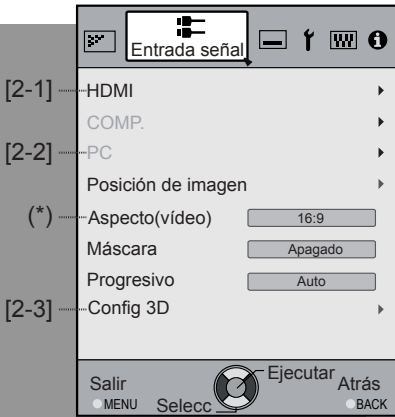 Entrada señal
[2-1] HDMI
COMP.
[2-2] PC
Posición de imagen
(*) Aspecto(vídeo) 16:9
Máscara Apagado
Progresivo Auto
[2-3] Config 3D
Salir Ejecutar Atrás
MENU Selecc BACK